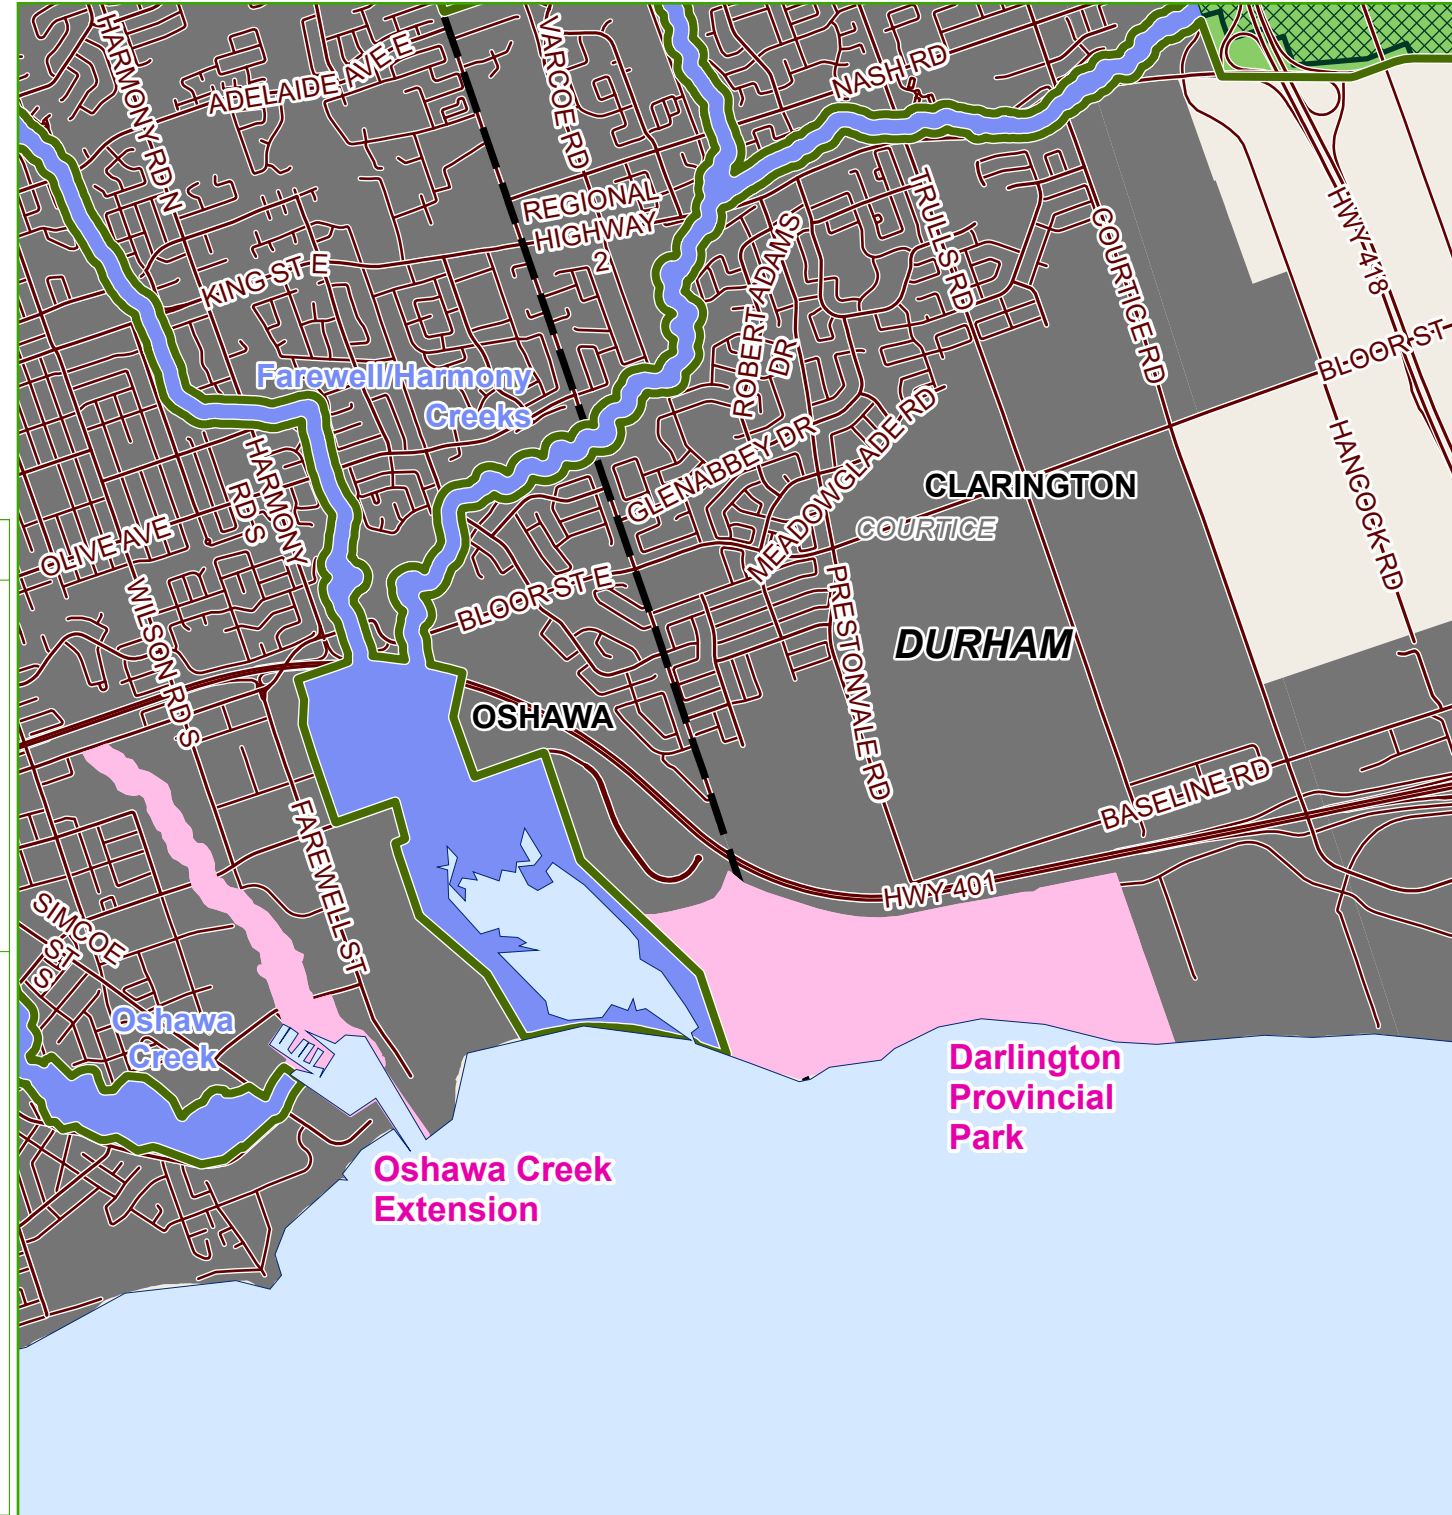 HARMONY RD N
ADELAIDE AVE E
VARCOE RD
NASH RD
REGIONAL
HIGHWAY
2
TRULLS RD
COURTICE RD
HWY 418
KING ST E
ROBERT ADAMS
DR
BLOOR ST
Farewell/Harmony
Creeks
HARMONY
RD S
GLENABBEY DR
MEADOWGLADE RD
CLARINGTON
COURTICE
HANCOCK RD
OLIVE AVE
WILSON RD S
BLOOR ST E
PRESTONVALE RD
DURHAM
OSHAWA
BASELINE RD
FAREWELL ST
HWY 401
SIMCOE
ST
S
Oshawa
Creek
Darlington
Provincial
Park
Oshawa Creek
Extension